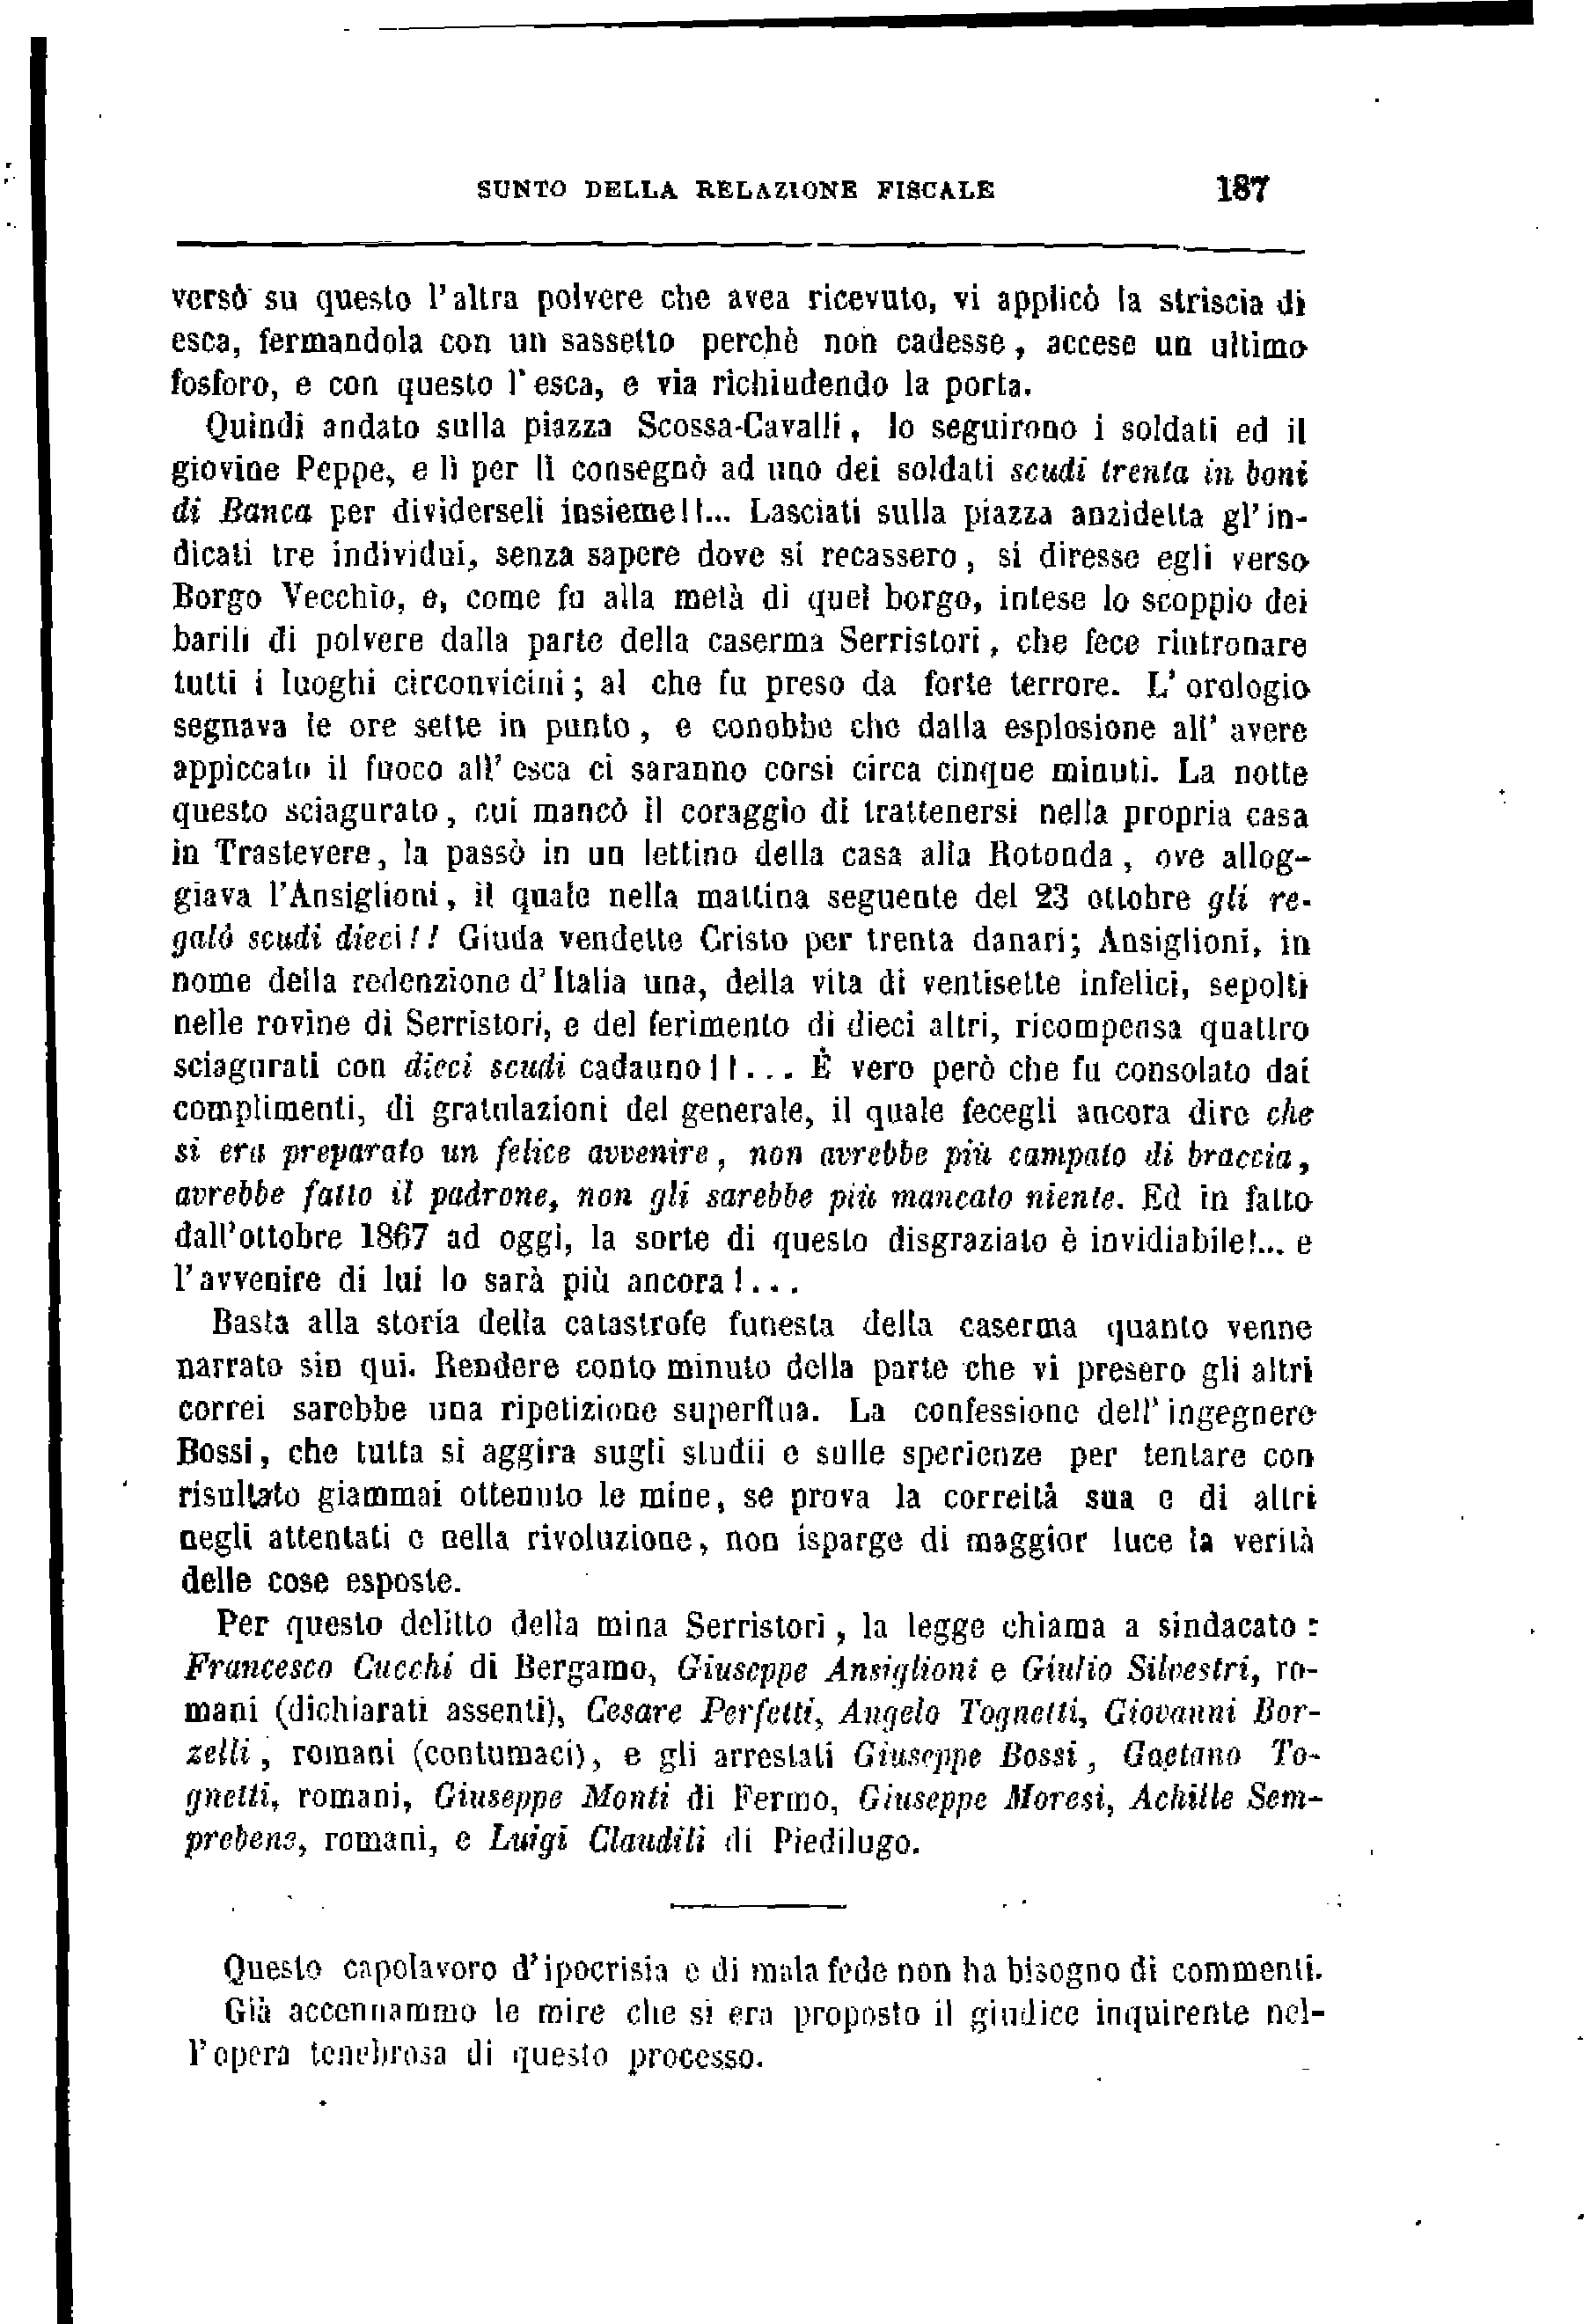 SUNTO DELLA RELAZIONE FISCALE 187
versò su questo l'altra polvere che avea ricevuto, vi applicò la striscia di
esca, fermandola con un sassetto perchè non cadesse, accese un ultimo
fosforo, e con questo l'esca, e via richiudendo la porta.
Quindi andato sulla piazza Scossa-Cavalli, lo seguirono i soldati ed il
giovine Peppe, e lì per lì consegnò ad uno dei soldati scudi trenta in boni
di Banca per dividerseli insieme!!... Lasciati sulla piazza anzidetta gl'in-
dicati tre individui, senza sapere dove si recassero, si diresse egli verso
Borgo Vecchio, e, come fu alla metà di quel borgo, intese lo scoppio dei
barili di polvere dalla parte della caserma Serristori, che fece rintronare
tutti i luoghi circonvicini; al che fu preso da forte terrore. L'orologio
segnava le ore sette in punto, e conobbe che dalla esplosione all'avere
appiccato il fuoco all'esca ci saranno corsi circa cinque minuti. La notte
questo sciagurato, cui mancò il coraggio di trattenersi nella propria casa
in Trastevere, la passò in un lettino della casa alla Rotonda, ove allog-
giava l'Ansiglioni, il quale nella mattina seguente del 23 ottobre gli re-
galò scudi dieci!! Giuda vendette Cristo per trenta danari; Ansiglioni, in
nome della redenzione d'Italia una, della vita di ventisette infelici, sepolti
nelle rovine di Serristori, e del ferimento di dieci altri, ricompensa quattro
sciagurati con dieci scudi cadauno!!... È vero però che fu consolato dai
complimenti, di gratulazioni del generale, il quale fecegli ancora dire che
si era preparato un felice avvenire, non avrebbe più campato di braccia,
avrebbe fatto il padrone, non gli sarebbe più mancato niente. Ed in fatto
dall'ottobre 1867 ad oggi, la sorte di questo disgraziato è invidiabile!... e
l'avvenire di lui lo sarà più ancora!...
Basta alla storia della catastrofe funesta della caserma quanto venne
narrato sin qui. Rendere conto minuto della parte che vi presero gli altri
correi sarebbe una ripetizione superflua. La confessione dell'ingegnere
Bossi, che tutta si aggira sugli studii e sulle sperienze per tentare con
risultato giammai ottenuto le mine, se prova la correità sua e di altri
negli attentati e nella rivoluzione, non isparge di maggior luce la verità
delle cose esposte.
Per questo delitto della mina Serristori, la legge chiama a sindacato:
Francesco Cucchi di Bergamo, Giuseppe Ansiglioni e Giulio Silvestri, ro-
mani (dichiarati assenti), Cesare Perfetti, Angelo Tognetti, Giovanni Bor-
zelli, romani (contumaci), e gli arrestati Giuseppe Bossi, Gaetano To-
gnetti, romani, Giuseppe Monti di Fermo, Giuseppe Moresi, Achille Sem-
prebene, romani, e Luigi Claudili di Piedilugo.
Questo capolavoro d'ipocrisia e di mala fede non ha bisogno di commenti.
Già accennammo le mire che si era proposto il giudice inquirente nel-
l'opera tenebrosa di questo processo.